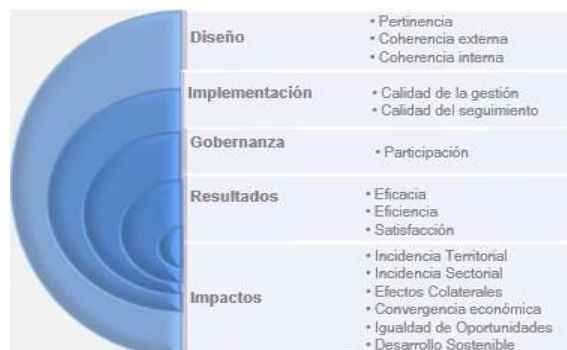 Diseño
• Pertinencia
• Coherencia externa
• Coherencia interna
Implementación
• Calidad de la gestión
• Calidad del seguimiento
Gobernanza
• Participación
Resultados
• Eficacia
• Eficiencia
• Satisfacción
Impactos
• Incidencia Territorial
• Incidencia Sectorial
• Efectos Colaterales
• Convergencia económica
• Igualdad de Oportunidades
• Desarrollo Sostenible